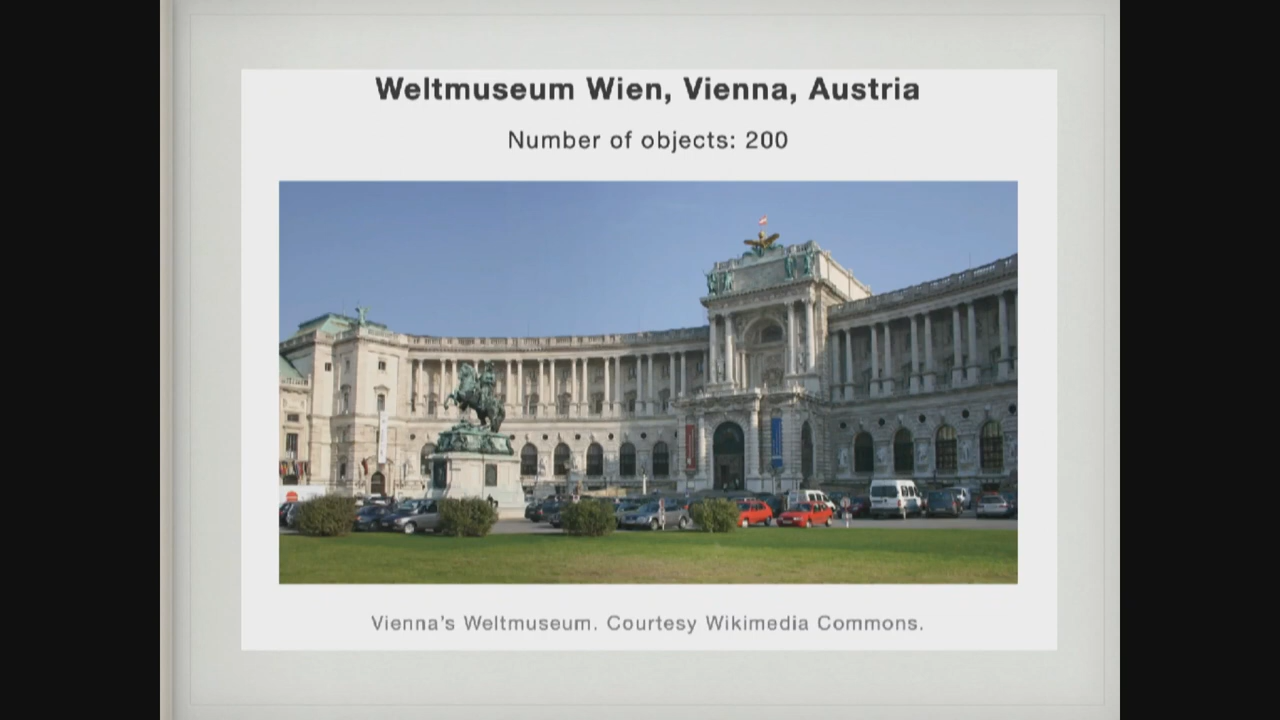 Weltmuseum Wien, Vienna, Austria
Number of objects: 200
Vienna's Weltmuseum. Courtesy Wikimedia Commons.